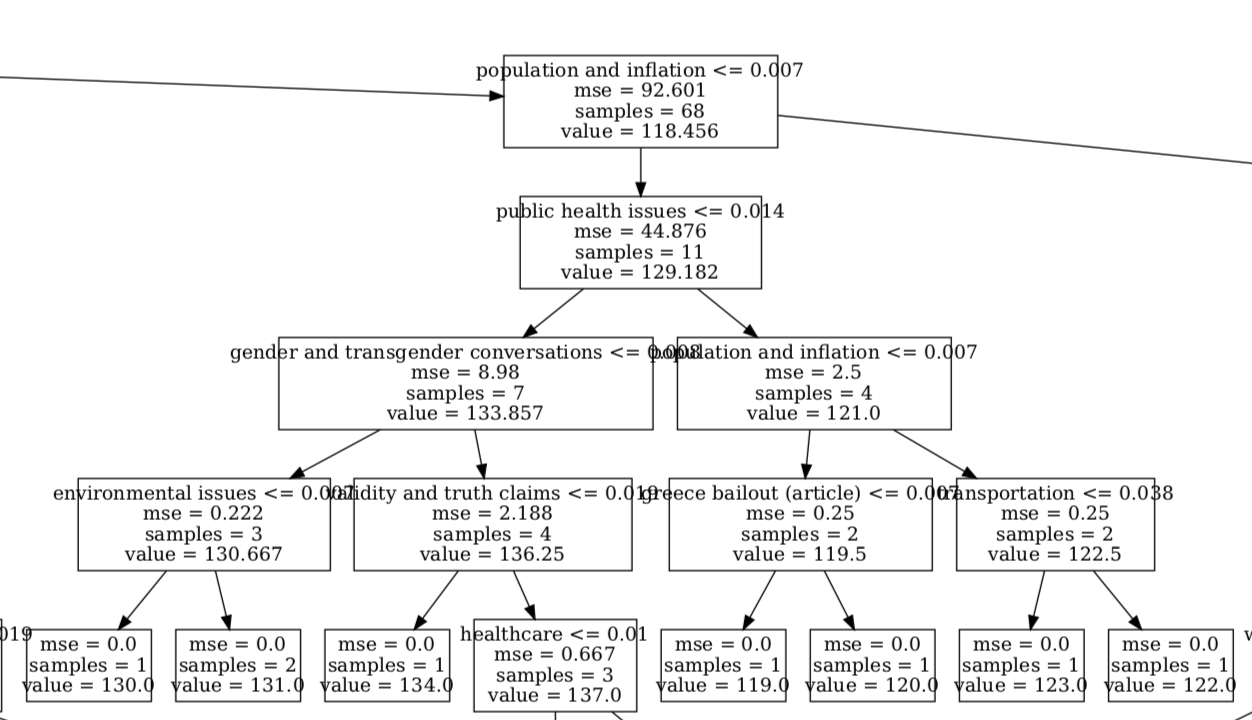 population and inflation <= 0.007
mse = 92.601
samples = 68
value = 118.456
public health issues <= 0.014
mse = 44.876
samples = 11
value = 129.182
gender and transgender conversations <= 0.008
mse = 8.98
samples = 7
value = 133.857
population and inflation <= 0.007
mse = 2.5
samples = 4
value = 121.0
environmental issues <= 0.007
mse = 0.222
samples = 3
value = 130.667
validity and truth claims <= 0.019
mse = 2.188
samples = 4
value = 136.25
greece bailout (article) <= 0.007
mse = 0.25
samples = 2
value = 119.5
transportation <= 0.038
mse = 0.25
samples = 2
value = 122.5
019
mse = 0.0
samples = 1
value = 130.0
mse = 0.0
samples = 2
value = 131.0
mse = 0.0
samples = 1
value = 134.0
healthcare <= 0.01
mse = 0.667
samples = 3
value = 137.0
mse = 0.0
samples = 1
value = 119.0
mse = 0.0
samples = 1
value = 120.0
mse = 0.0
samples = 1
value = 123.0
mse = 0.0
samples = 1
value = 122.0